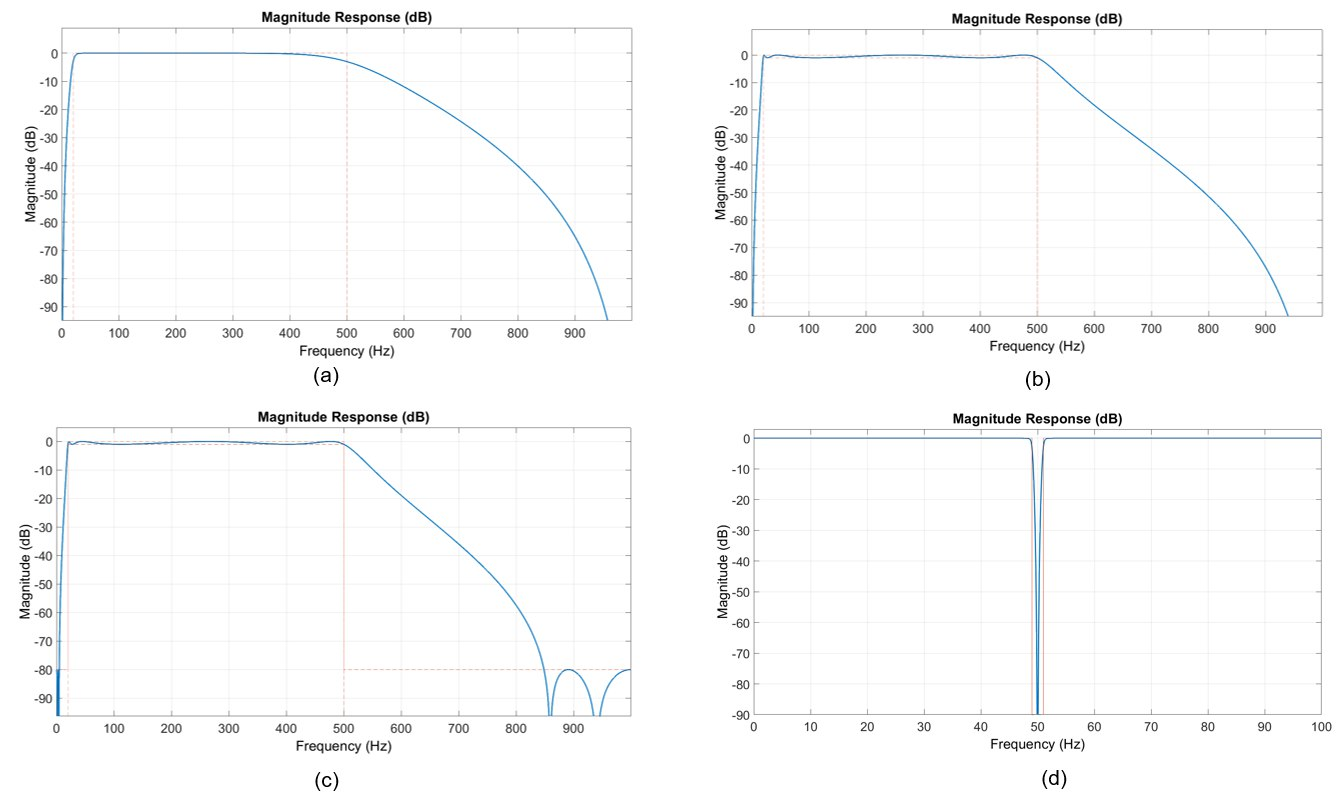 Magnitude Response (dB)
0
-10
-20
-30
-40
-50
-60
-70
-80
-90
Magnitude (dB)
0 100 200 300 400 500 600 700 800 900
Frequency (Hz)
(a)
Magnitude Response (dB)
0
-10
-20
-30
-40
-50
-60
-70
-80
-90
Magnitude (dB)
0 100 200 300 400 500 600 700 800 900
Frequency (Hz)
(b)
Magnitude Response (dB)
0
-10
-20
-30
-40
-50
-60
-70
-80
-90
Magnitude (dB)
0 100 200 300 400 500 600 700 800 900
Frequency (Hz)
(c)
Magnitude Response (dB)
0
-10
-20
-30
-40
-50
-60
-70
-80
-90
Magnitude (dB)
0 10 20 30 40 50 60 70 80 90 100
Frequency (Hz)
(d)